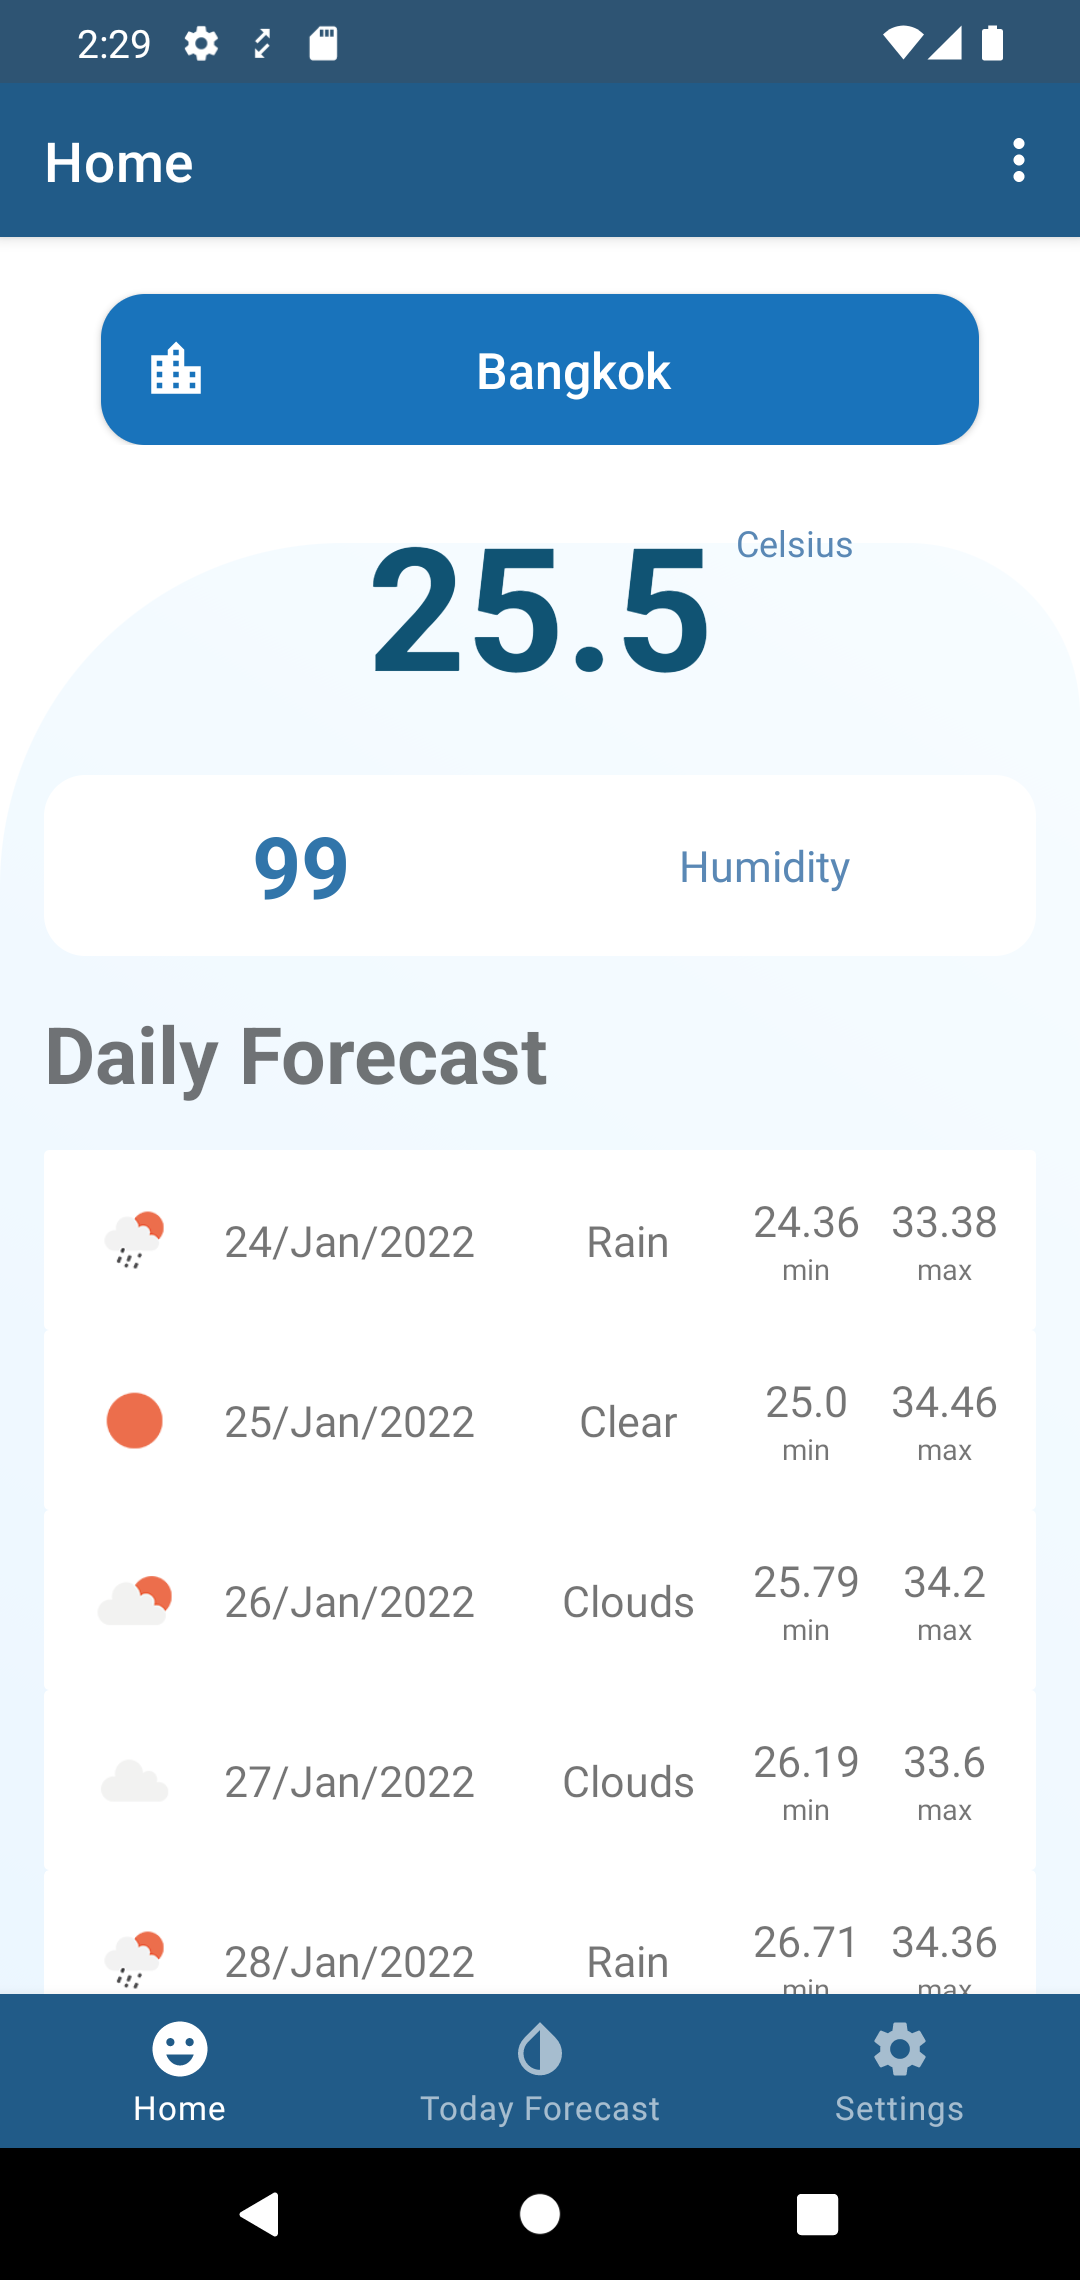 2:29
Home
Bangkok
25.5 Celsius
99 Humidity
Daily Forecast
24/Jan/2022 Rain 24.36 33.38
min max
25/Jan/2022 Clear 25.0 34.46
min max
26/Jan/2022 Clouds 25.79 34.2
min max
27/Jan/2022 Clouds 26.19 33.6
min max
28/Jan/2022 Rain 26.71 34.36
min max
Home Today Forecast Settings